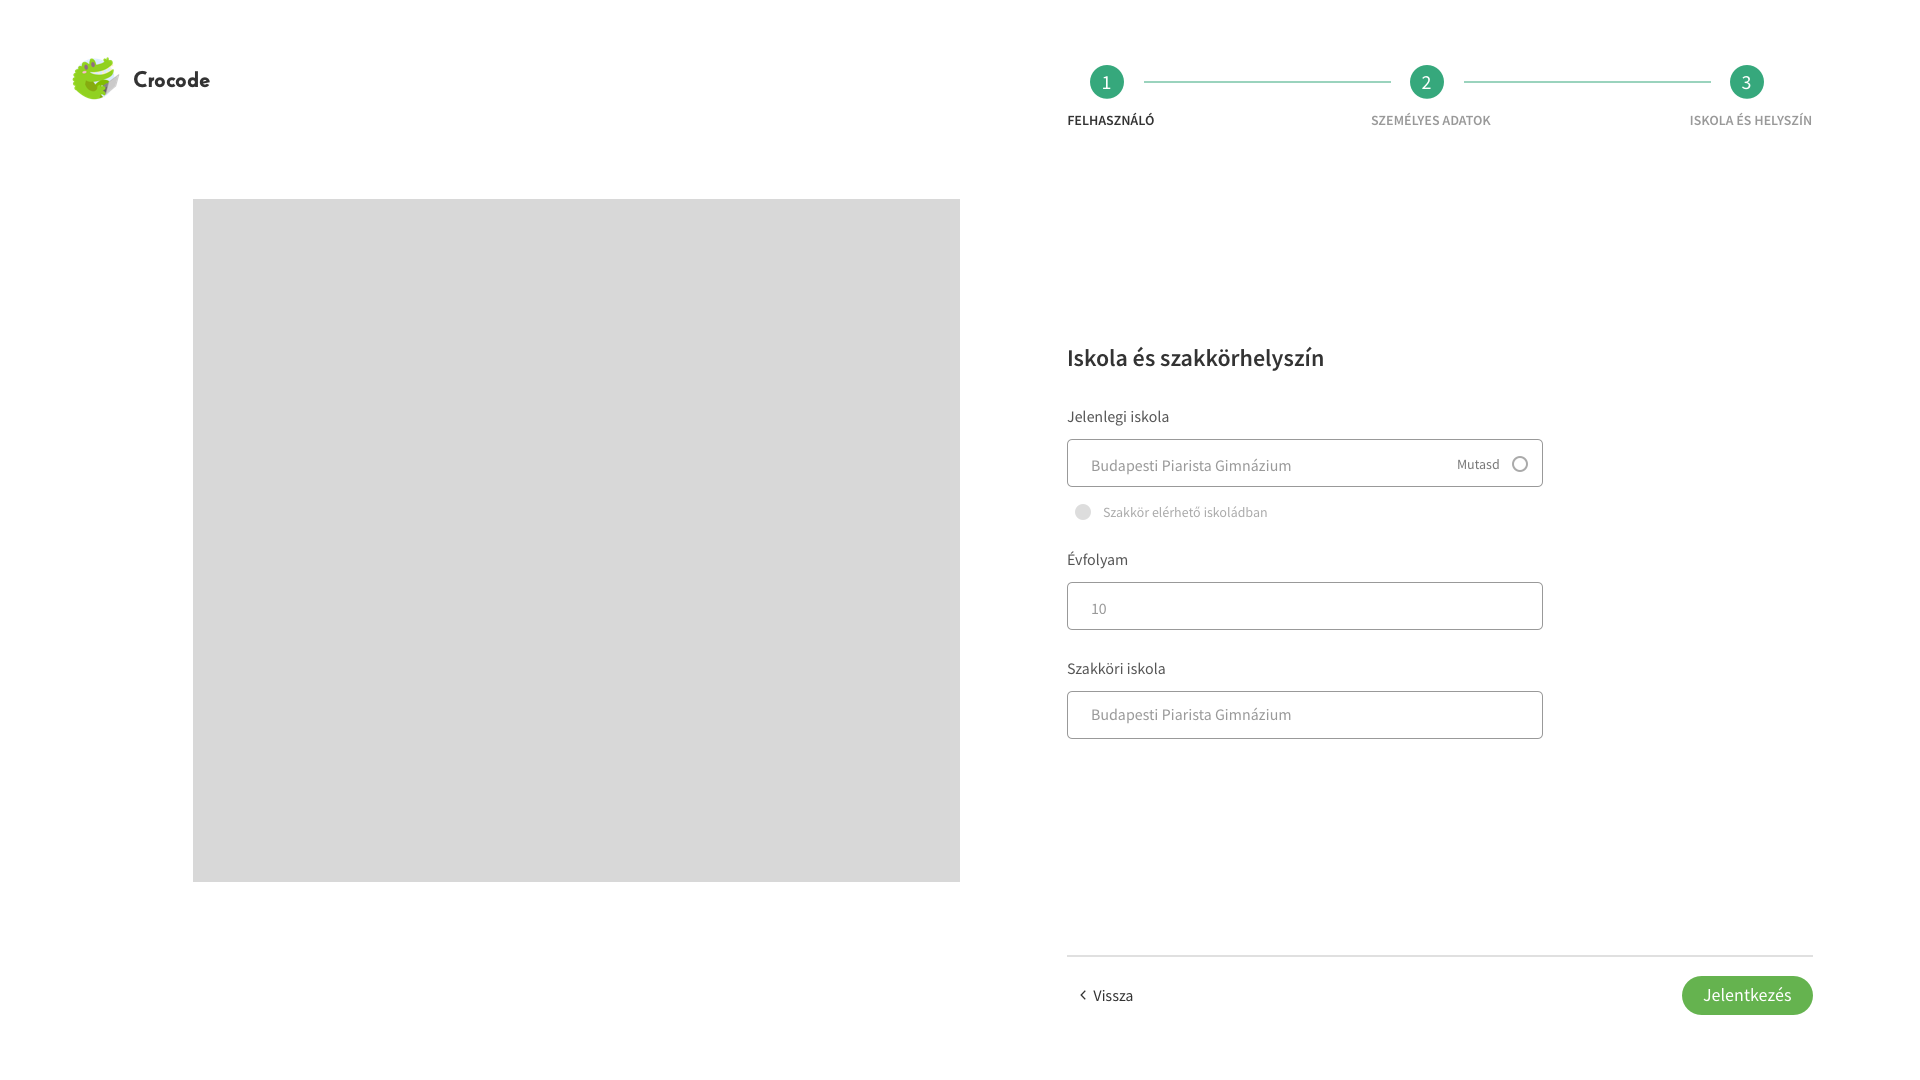 Crocode
1
2
3
FELHASZNÁLÓ
SZEMÉLYES ADATOK
ISKOLA ÉS HELYSZÍN
Iskola és szakkörhelyszín
Jelenlegi iskola
Budapesti Piarista Gimnázium
Mutasd
Szakkör elérhető iskoládban
Évfolyam
10
Szakköri iskola
Budapesti Piarista Gimnázium
Vissza
Jelentkezés